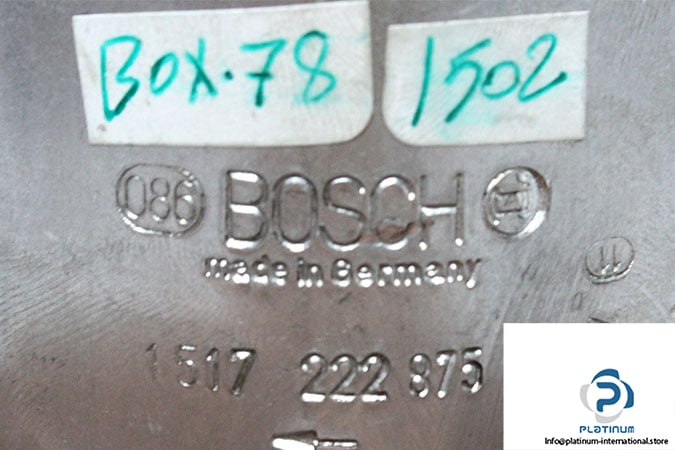 BOX.78
1502
086 BOSCH
made in Germany
1 517 222 875
PLATINUM
Info@platinum-international.store